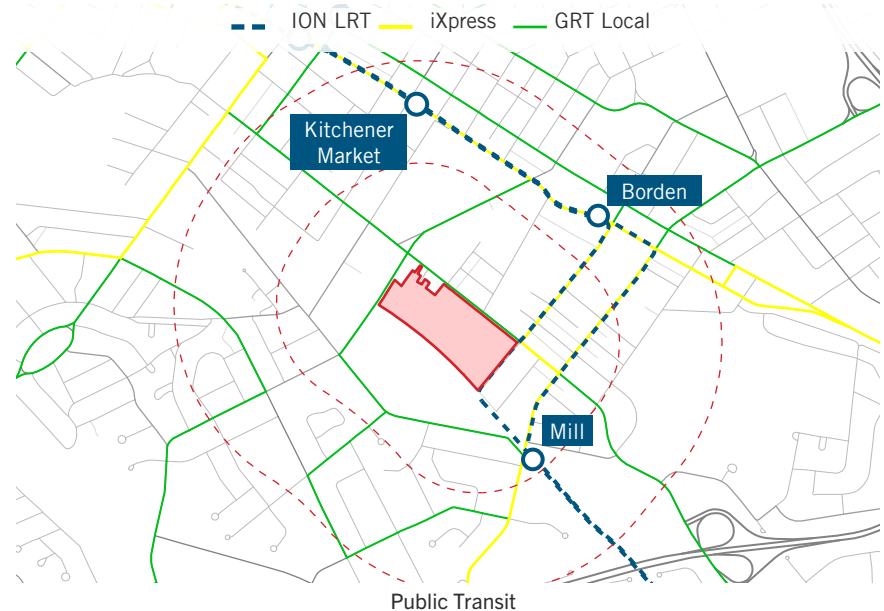 ION LRT iXpress GRT Local
Kitchener
Market
Borden
Mill
Public Transit